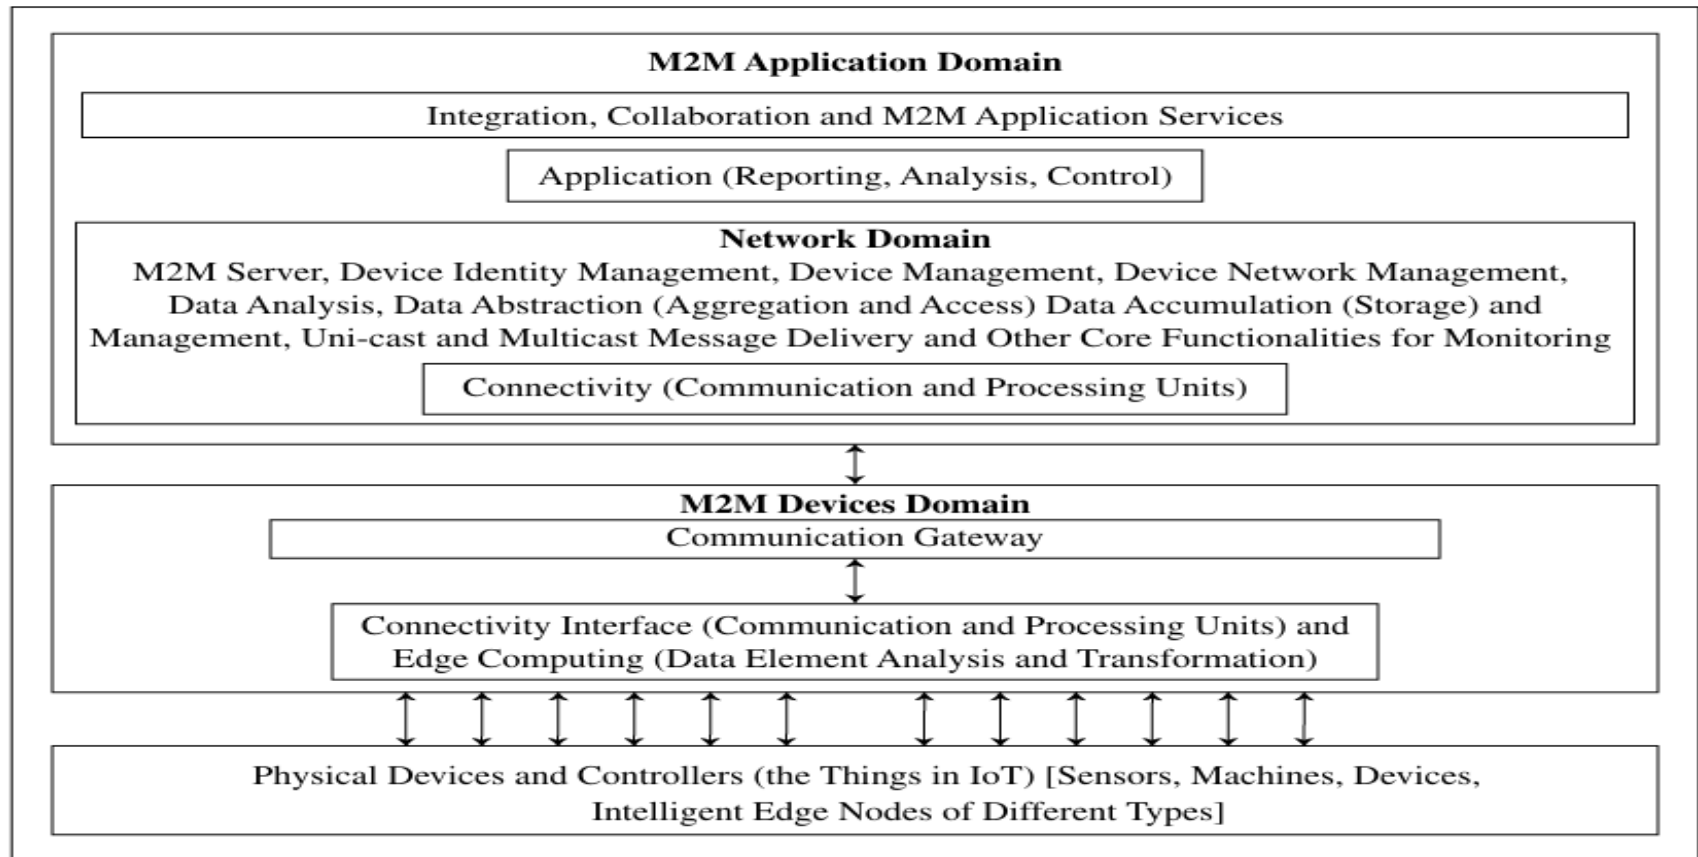 M2M Application Domain
Integration, Collaboration and M2M Application Services
Application (Reporting, Analysis, Control)
Network Domain
M2M Server, Device Identity Management, Device Management, Device Network Management,
Data Analysis, Data Abstraction (Aggregation and Access) Data Accumulation (Storage) and
Management, Uni-cast and Multicast Message Delivery and Other Core Functionalities for Monitoring
Connectivity (Communication and Processing Units)
M2M Devices Domain
Communication Gateway
Connectivity Interface (Communication and Processing Units) and
Edge Computing (Data Element Analysis and Transformation)
Physical Devices and Controllers (the Things in IoT) [Sensors, Machines, Devices,
Intelligent Edge Nodes of Different Types]